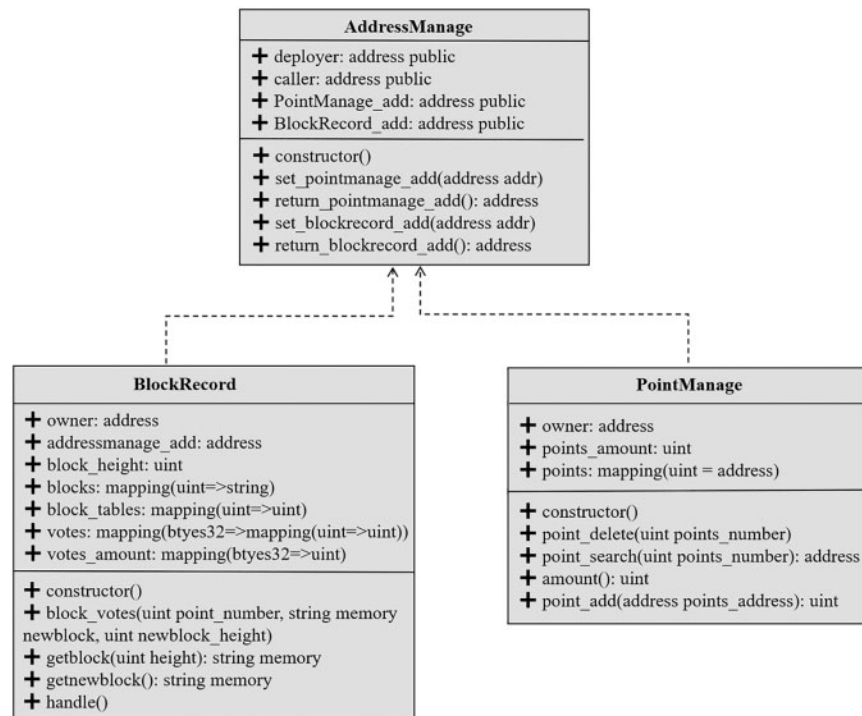 AddressManage
+ deployer: address public
+ caller: address public
+ PointManage_add: address public
+ BlockRecord_add: address public
+ constructor()
+ set_pointmanage_add(address addr)
+ return_pointmanage_add(): address
+ set_blockrecord_add(address addr)
+ return_blockrecord_add(): address
BlockRecord
+ owner: address
+ addressmanage_add: address
+ block_height: uint
+ blocks: mapping(uint=>string)
+ block_tables: mapping(uint=>uint)
+ votes: mapping(btyes32=>mapping(uint=>uint))
+ votes_amount: mapping(btyes32=>uint)
+ constructor()
+ block_votes(uint point_number, string memory
newblock, uint newblock_height)
+ getblock(uint height): string memory
+ getnewblock(): string memory
+ handle()
PointManage
+ owner: address
+ points_amount: uint
+ points: mapping(uint = address)
+ constructor()
+ point_delete(uint points_number)
+ point_search(uint points_number): address
+ amount(): uint
+ point_add(address points_address): uint